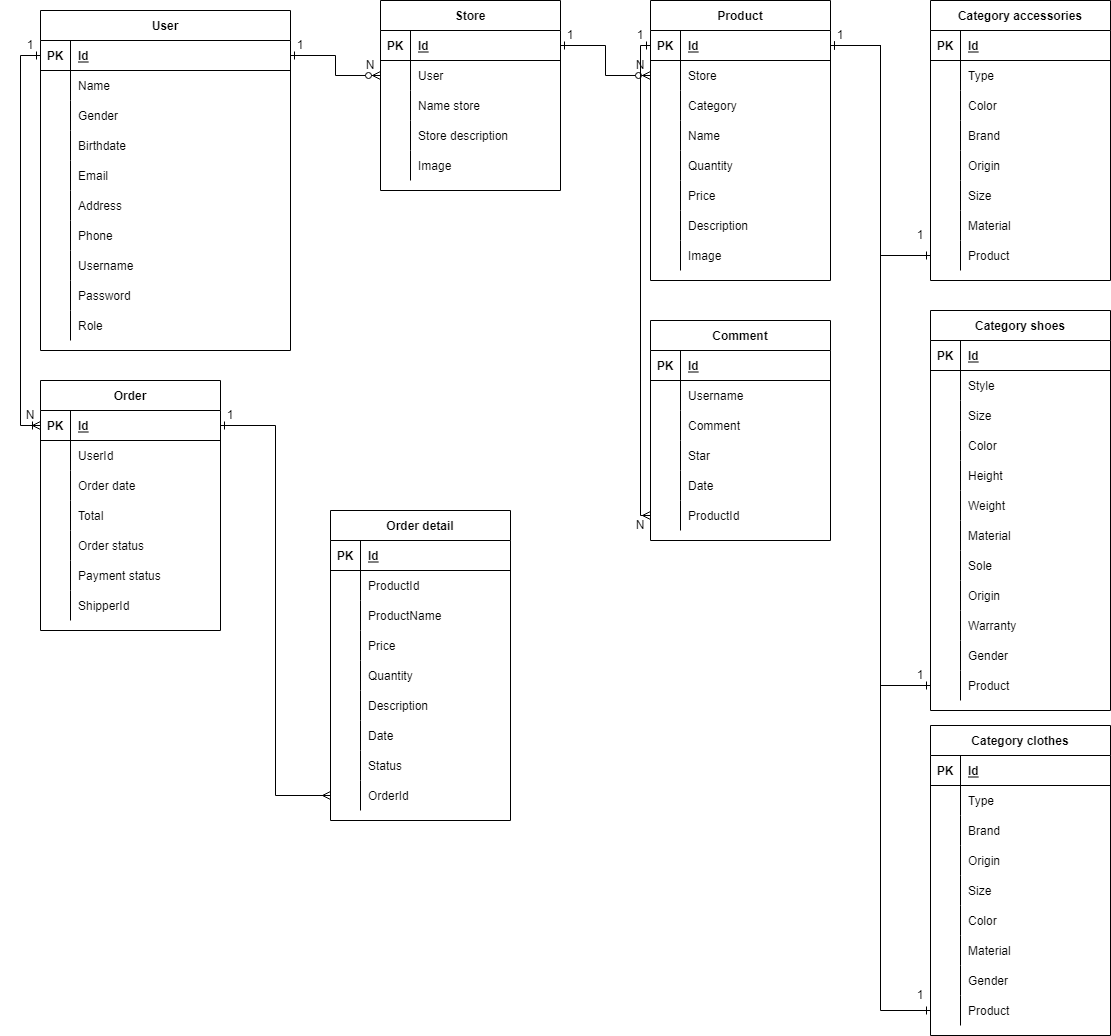 User
1
PK Id
1
Name
Gender
Birthdate
Email
Address
Phone
Username
Password
Role
Store
N
PK Id
1
User
Name store
Store description
Image
Product
1
N
PK Id
1
Store
Category
Name
Quantity
Price
Description
Image
Category accessories
PK Id
Type
Color
Brand
Origin
Size
Material
1
Product
Order
N
PK Id
1
UserId
Order date
Total
Order status
Payment status
ShipperId
Order detail
PK Id
ProductId
ProductName
Price
Quantity
Description
Date
Status
OrderId
Comment
PK Id
Username
Comment
Star
Date
ProductId
N
Category shoes
PK Id
Style
Size
Color
Height
Weight
Material
Sole
Origin
Warranty
Gender
1
Product
Category clothes
PK Id
Type
Brand
Origin
Size
Color
Material
Gender
1
Product